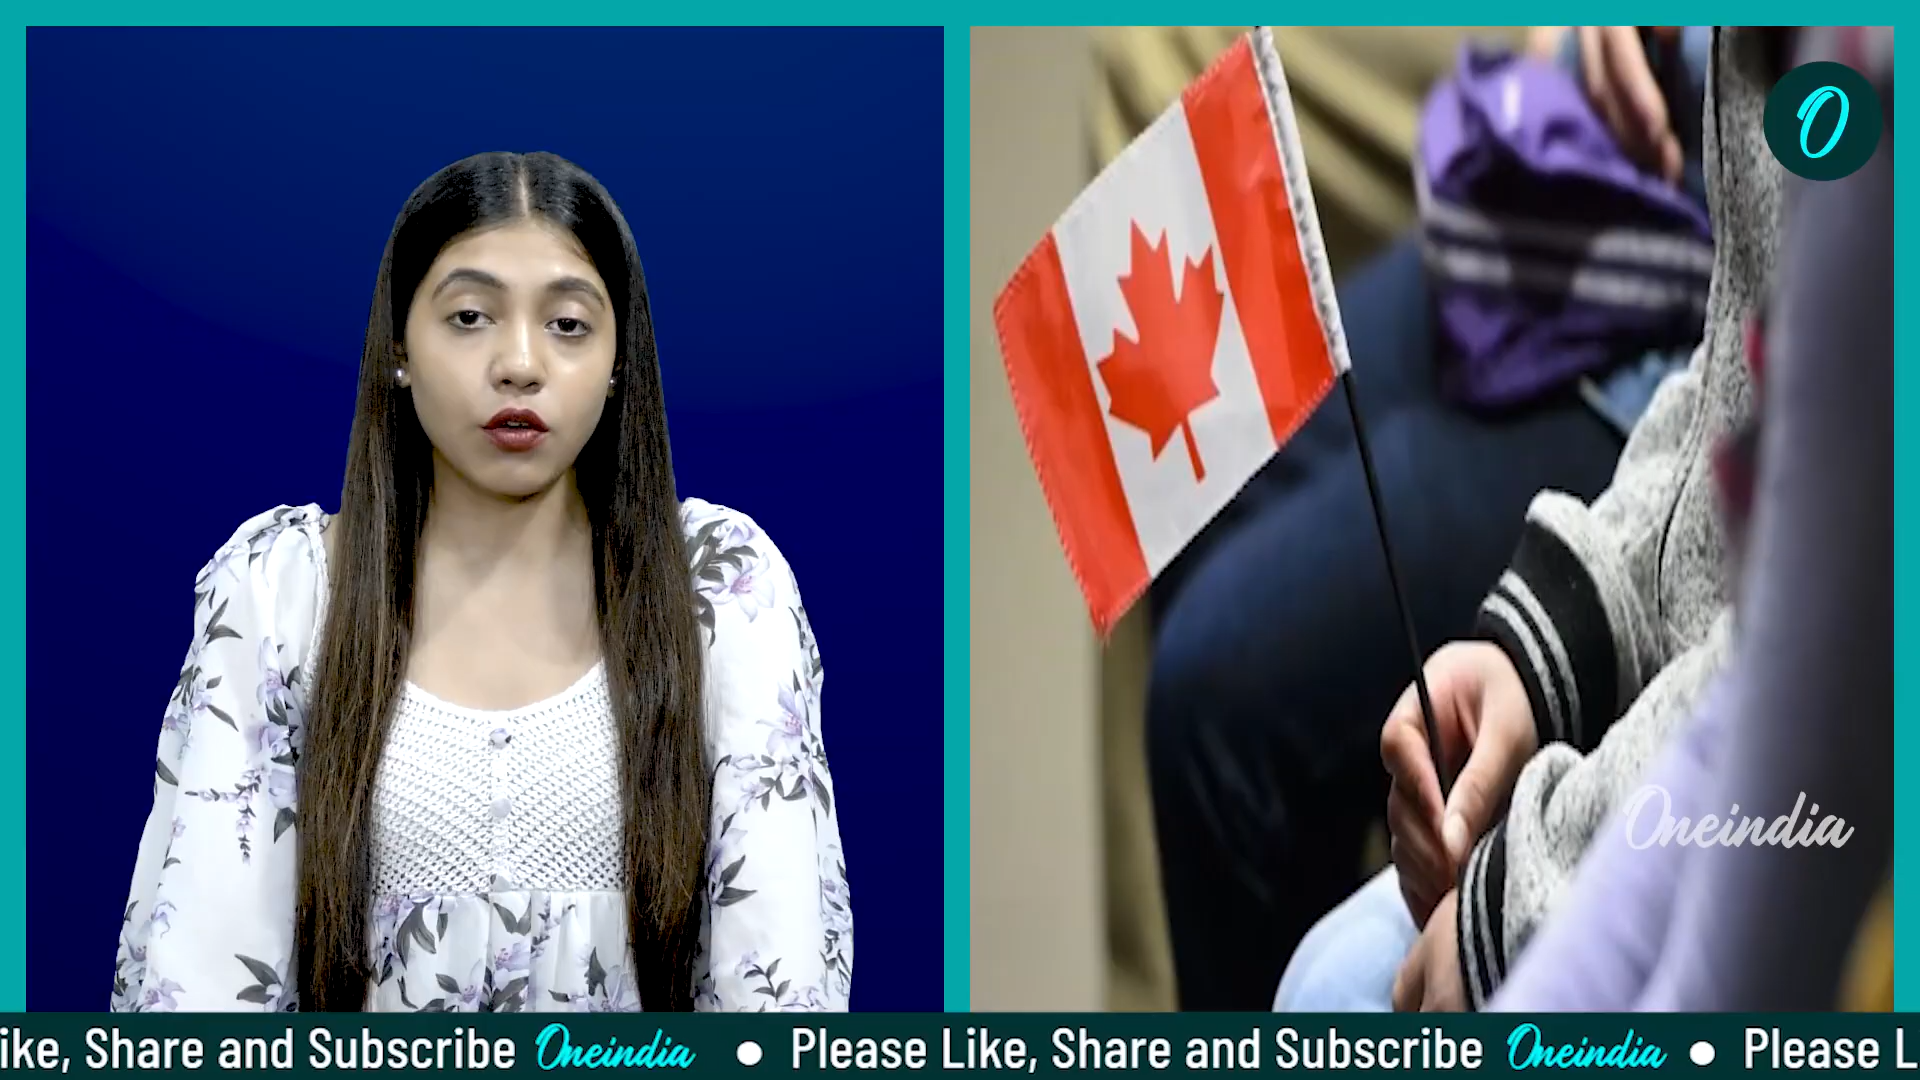 O
Oneindia
ike, Share and Subscribe Oneindia • Please Like, Share and Subscribe Oneindia • Please L